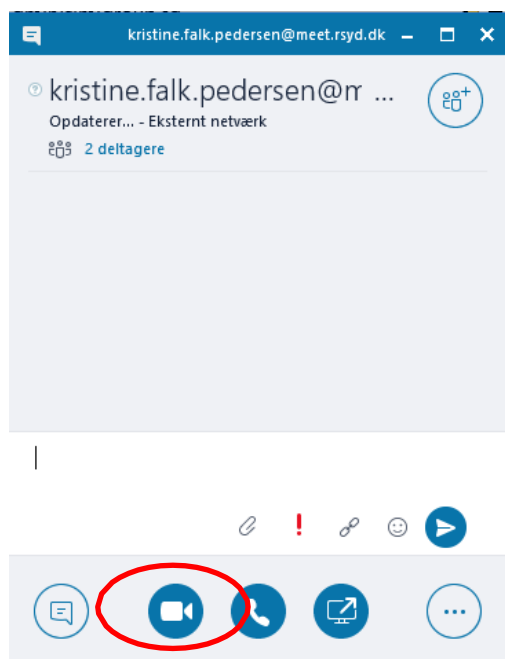 kristine.falk.pedersen@meet.rsyd.dk
kristine.falk.pedersen@m ...
Opdaterer... - Eksternt netværk
2 deltagere